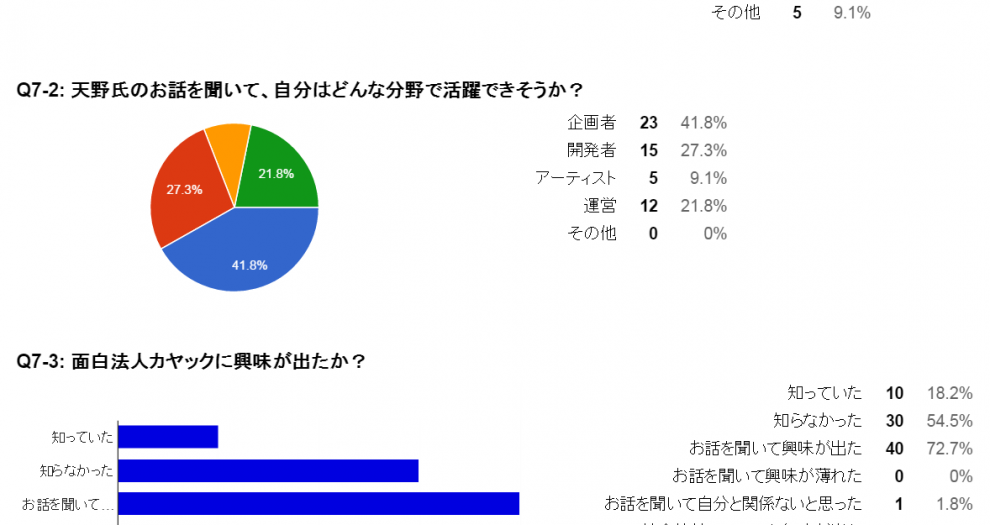 その他 5 9.1%
Q7-2: 天野氏のお話を聞いて、自分はどんな分野で活躍できそうか？
企画者 23 41.8%
開発者 15 27.3%
アーティスト 5 9.1%
運営 12 21.8%
その他 0 0%
21.8%
27.3%
41.8%
Q7-3: 面白法人カヤックに興味が出たか？
知っていた 10 18.2%
知らなかった 30 54.5%
お話を聞いて興味が出た 40 72.7%
お話を聞いて興味が薄れた 0 0%
お話を聞いて自分と関係ないと思った 1 1.8%
知っていた
知らなかった
お話を聞いて…